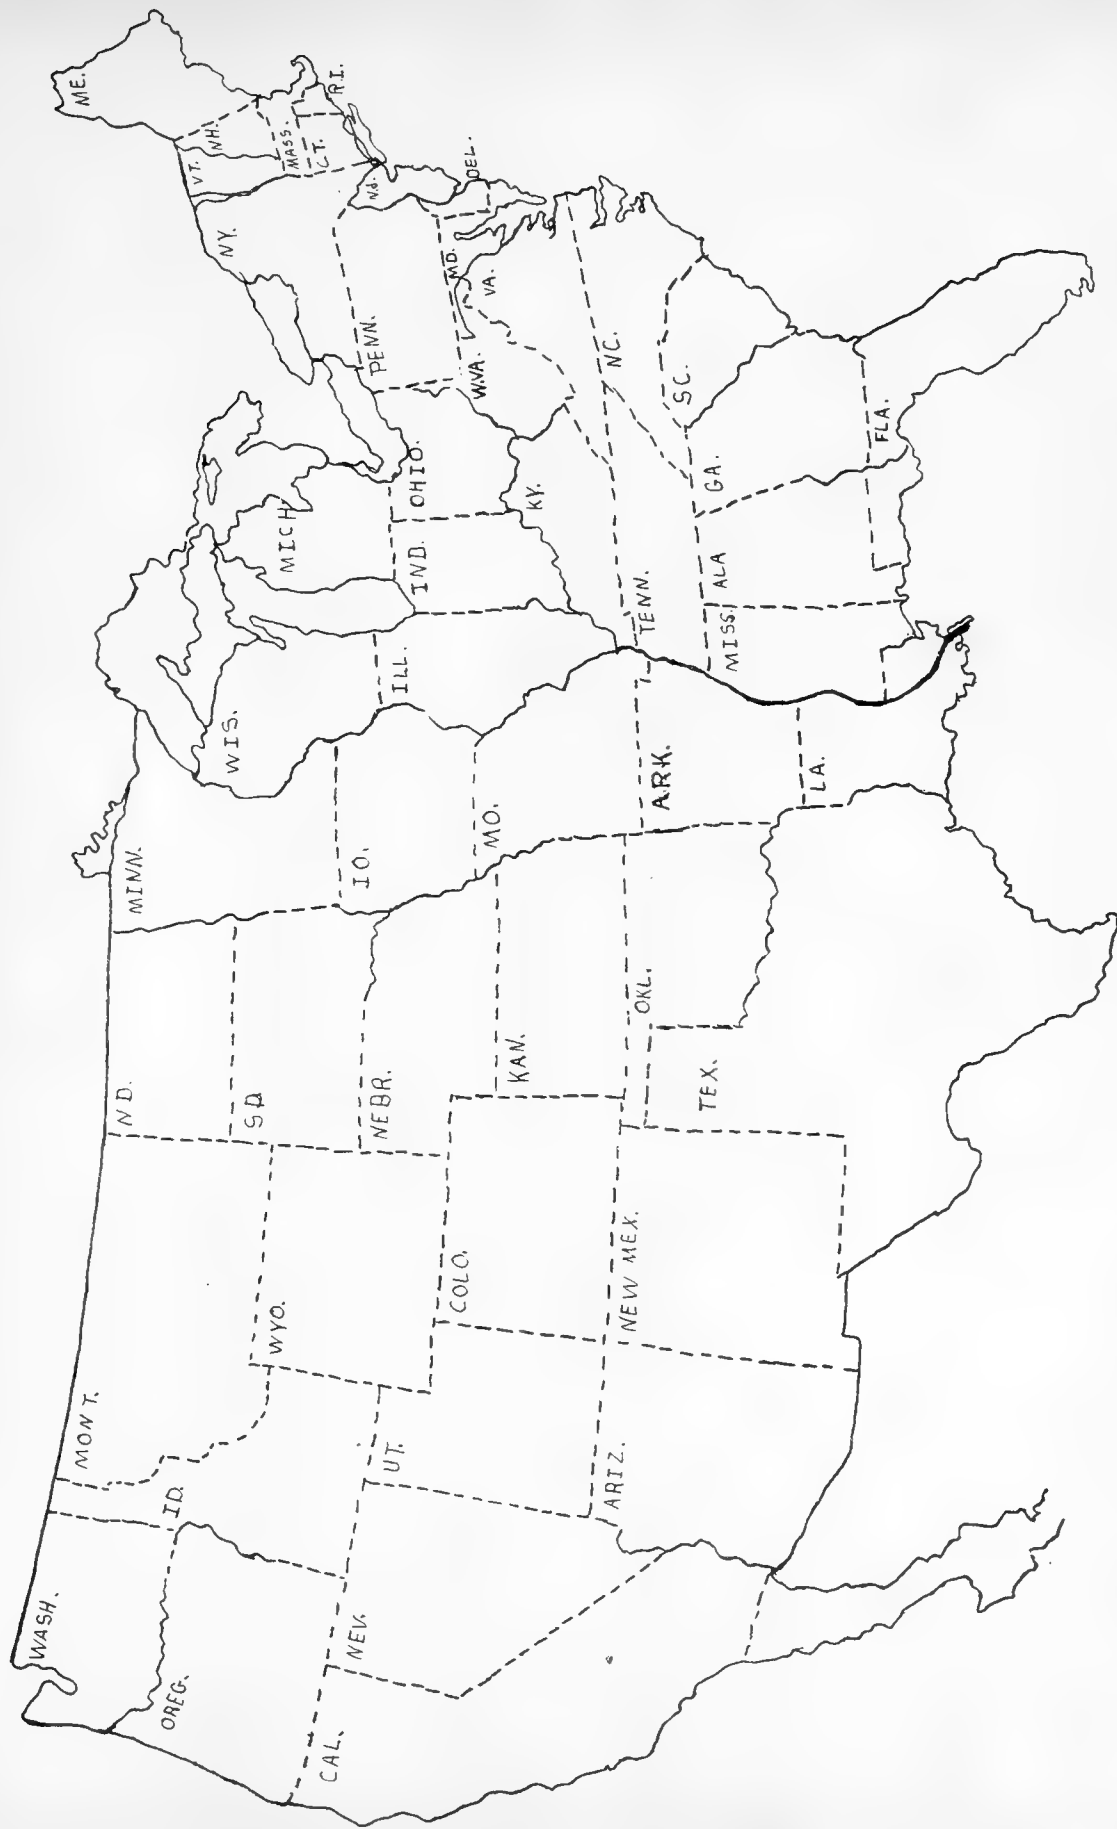 WASH.
OREG.
CAL.
NEV.
ID.
MONT.
WYO.
UT.
ARIZ.
COLO.
NEW MEX.
N D.
S D
NEBR.
KAN.
OKL.
TEX.
MINN.
IO.
MO.
ARK.
LA.
WIS.
ILL.
MICH
IND.
OHIO.
KY.
TENN.
MISS.
ALA
GA.
FLA.
S.C.
N.C.
W.VA.
VA.
MD.
DEL.
PENN.
N.J.
NY.
VT.
NH.
ME.
MASS.
CT.
R.I.